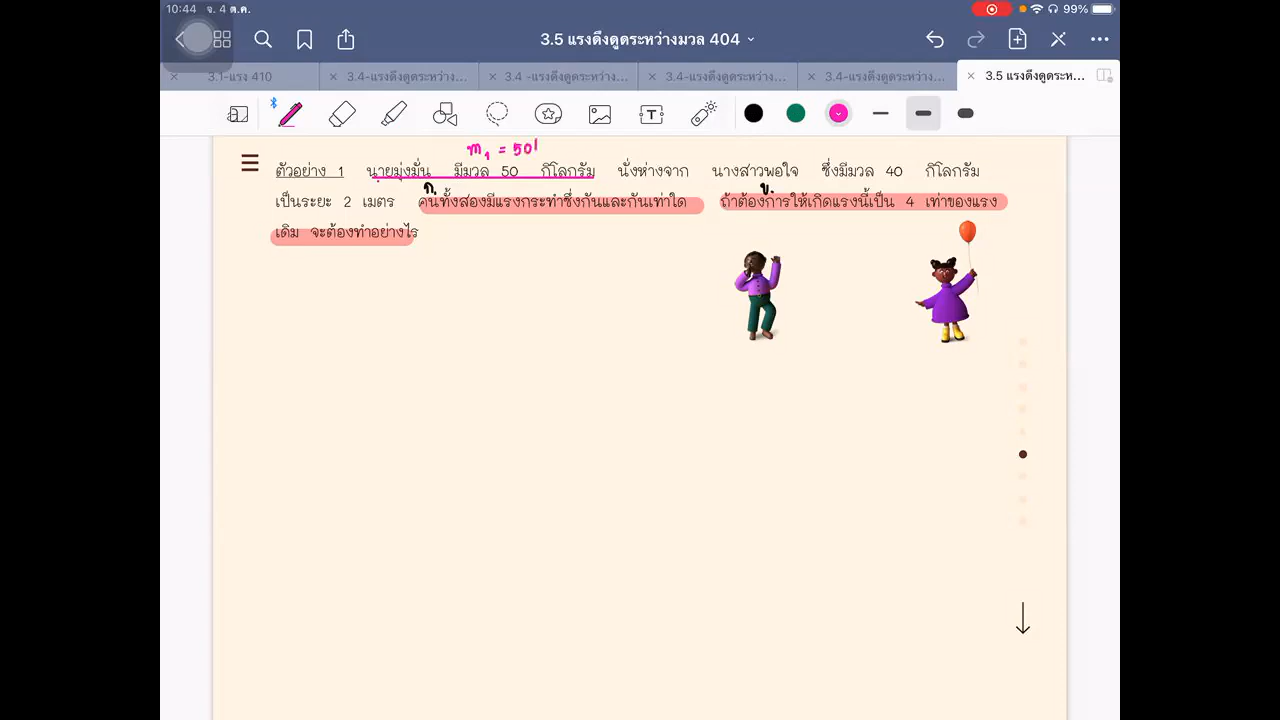 10:44 จ. 4 ต.ค.
99%
3.5 แรงดึงดูดระหว่างมวล 404
3.1-แรง 410
3.4-แรงดึงดูดระหว่าง...
3.4 -แรงดึงดูดระหว่าง...
3.4-แรงดึงดูดระหว่าง...
3.4-แรงดึงดูดระหว่าง...
3.5 แรงดึงดูดระห...
T
m₁ = 50
ตัวอย่าง 1 นายมุ่งมั่น มีมวล 50 กิโลกรัม นั่งห่างจาก นางสาวพอใจ ซึ่งมีมวล 40 กิโลกรัม
ก. ข.
เป็นระยะ 2 เมตร คนทั้งสองมีแรงกระทำซึ่งกันและกันเท่าใด ถ้าต้องการให้เกิดแรงนี้เป็น 4 เท่าของแรง
เดิม จะต้องทำอย่างไร